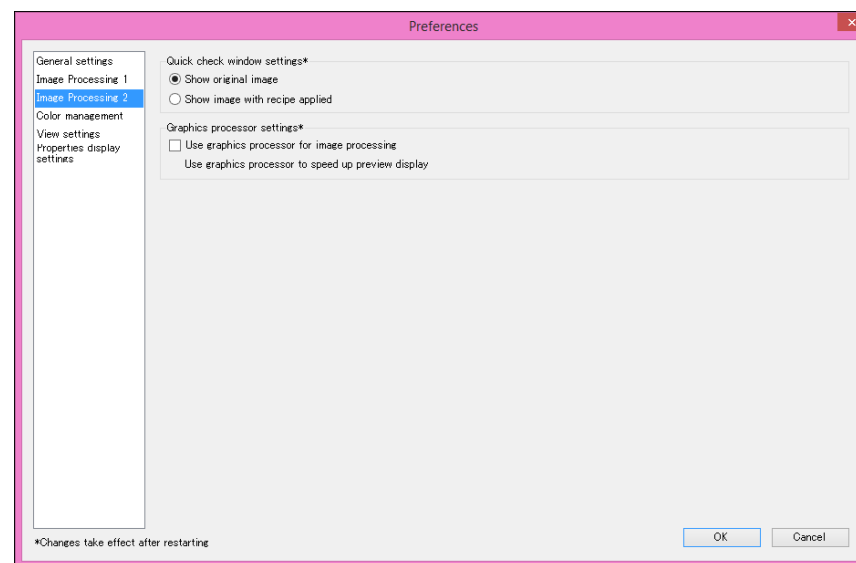 Preferences
General settings
Image Processing 1
Image Processing 2
Color management
View settings
Properties display
settings
Quick check window settings*
Show original image
Show image with recipe applied
Graphics processor settings*
Use graphics processor for image processing
Use graphics processor to speed up preview display
*Changes take effect after restarting
OK
Cancel